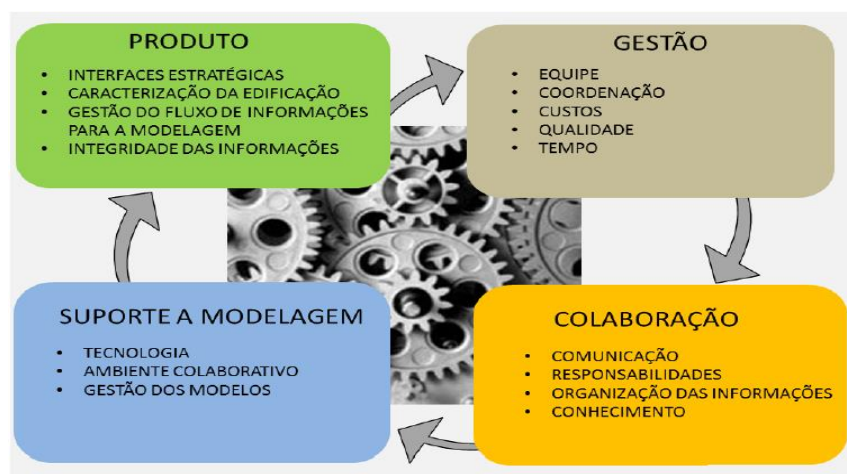 PRODUTO
• INTERFACES ESTRATÉGICAS
• CARACTERIZAÇÃO DA EDIFICAÇÃO
• GESTÃO DO FLUXO DE INFORMAÇÕES
PARA A MODELAGEM
• INTEGRIDADE DAS INFORMAÇÕES
GESTÃO
• EQUIPE
• COORDENAÇÃO
• CUSTOS
• QUALIDADE
• TEMPO
SUPORTE A MODELAGEM
• TECNOLOGIA
• AMBIENTE COLABORATIVO
• GESTÃO DOS MODELOS
COLABORAÇÃO
• COMUNICAÇÃO
• RESPONSABILIDADES
• ORGANIZAÇÃO DAS INFORMAÇÕES
• CONHECIMENTO